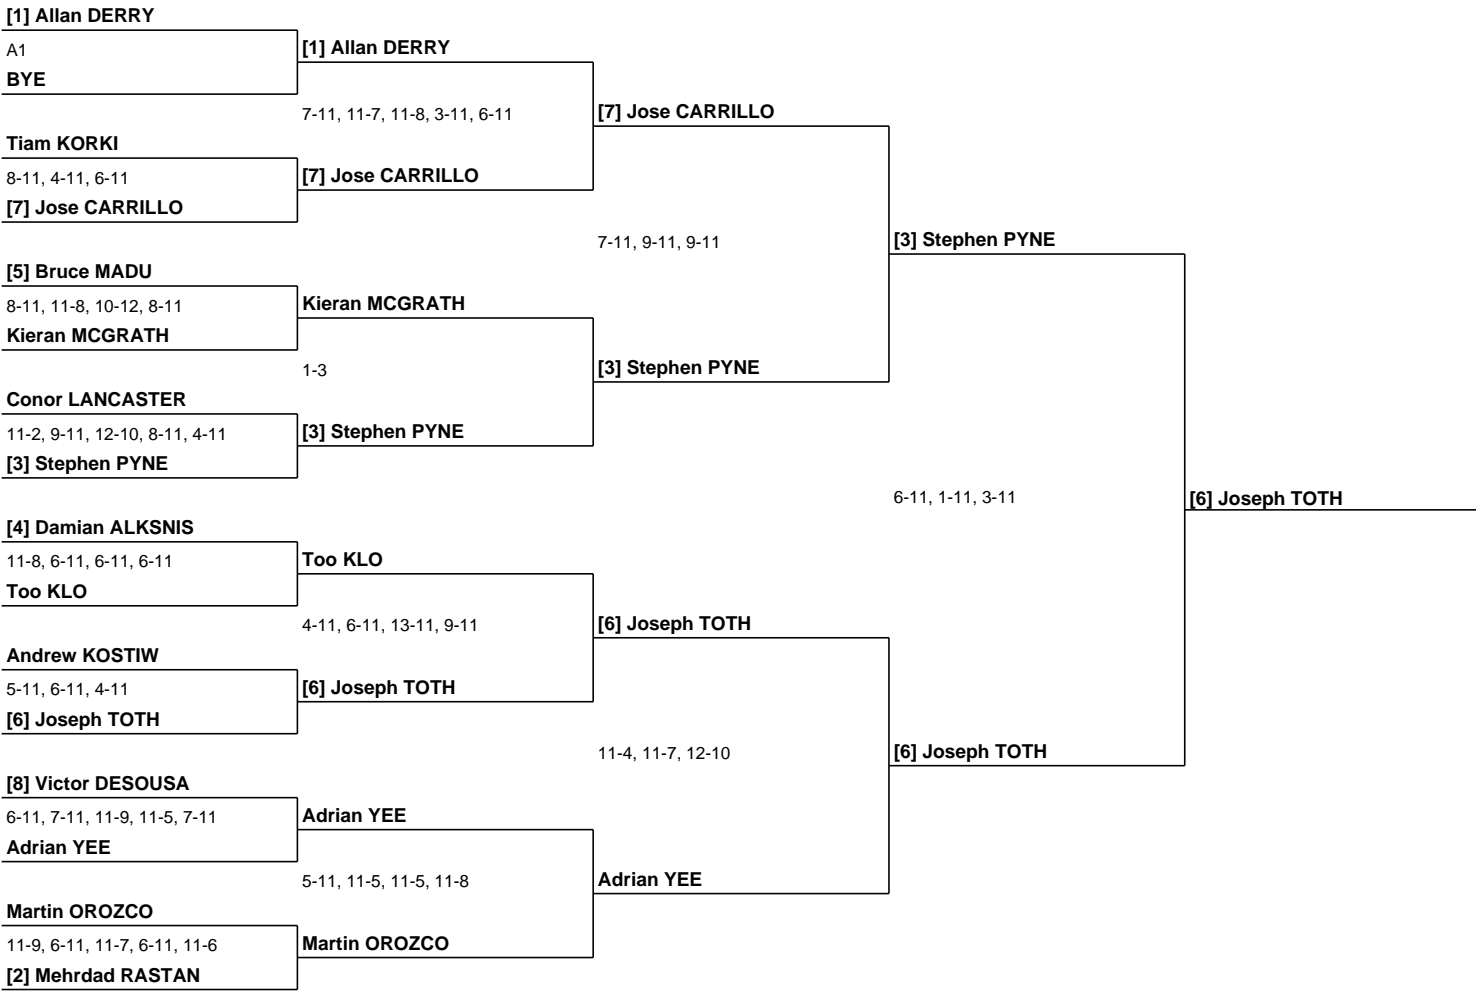 [1] Allan DERRY
A1
BYE
Tiam KORKI
8-11, 4-11, 6-11
[7] Jose CARRILLO
[5] Bruce MADU
8-11, 11-8, 10-12, 8-11
Kieran MCGRATH
Conor LANCASTER
11-2, 9-11, 12-10, 8-11, 4-11
[3] Stephen PYNE
[4] Damian ALKSNIS
11-8, 6-11, 6-11, 6-11
Too KLO
Andrew KOSTIW
5-11, 6-11, 4-11
[6] Joseph TOTH
[8] Victor DESOUSA
6-11, 7-11, 11-9, 11-5, 7-11
Adrian YEE
Martin OROZCO
11-9, 6-11, 11-7, 6-11, 11-6
[2] Mehrdad RASTAN
[1] Allan DERRY
7-11, 11-7, 11-8, 3-11, 6-11
[7] Jose CARRILLO
Kieran MCGRATH
1-3
[3] Stephen PYNE
Too KLO
4-11, 6-11, 13-11, 9-11
[6] Joseph TOTH
Adrian YEE
5-11, 11-5, 11-5, 11-8
Martin OROZCO
[7] Jose CARRILLO
7-11, 9-11, 9-11
[3] Stephen PYNE
[6] Joseph TOTH
11-4, 11-7, 12-10
Adrian YEE
[3] Stephen PYNE
6-11, 1-11, 3-11
[6] Joseph TOTH
[6] Joseph TOTH